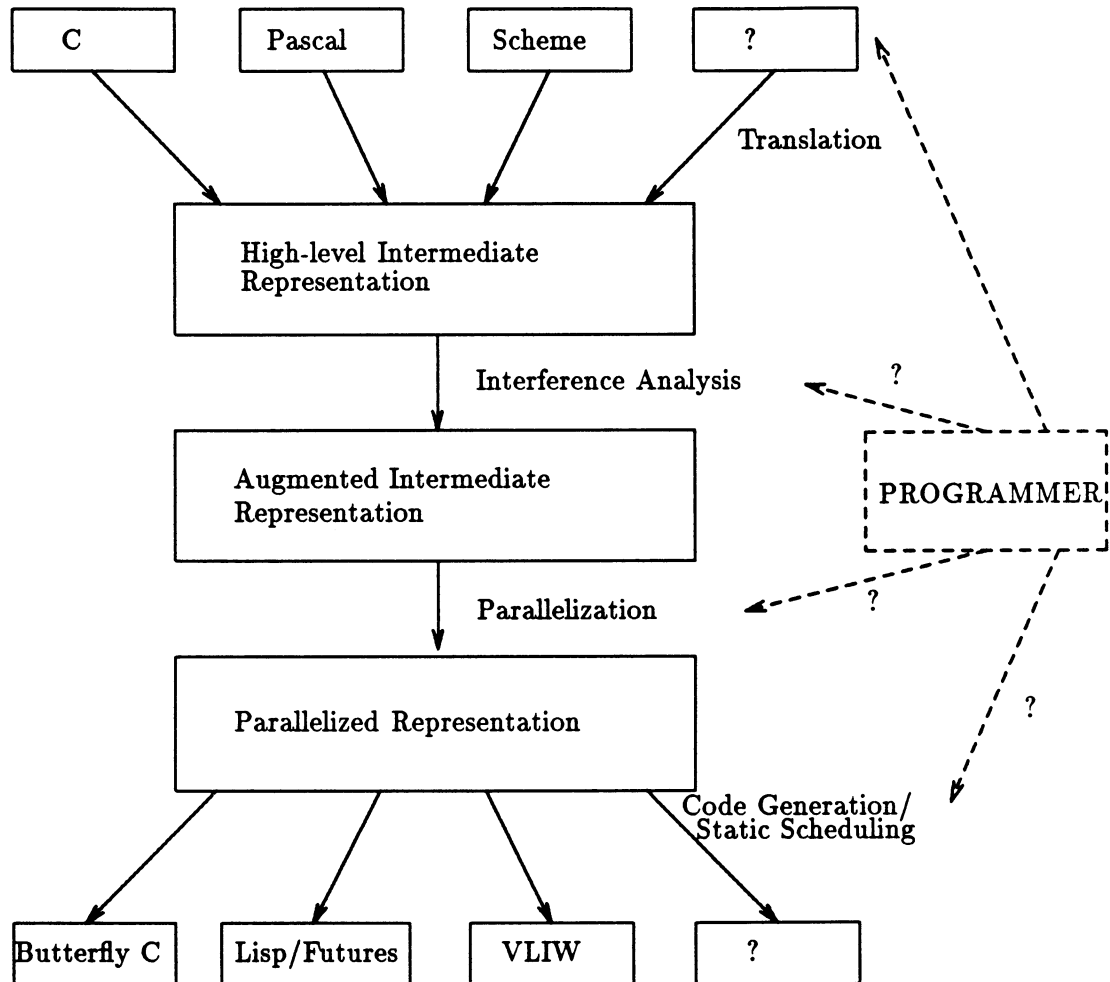 C
Pascal
Scheme
?
Translation
High-level Intermediate
Representation
Interference Analysis
?
Augmented Intermediate
Representation
PROGRAMMER
Parallelization
?
Parallelized Representation
?
Code Generation/
Static Scheduling
Butterfly C
Lisp/Futures
VLIW
?